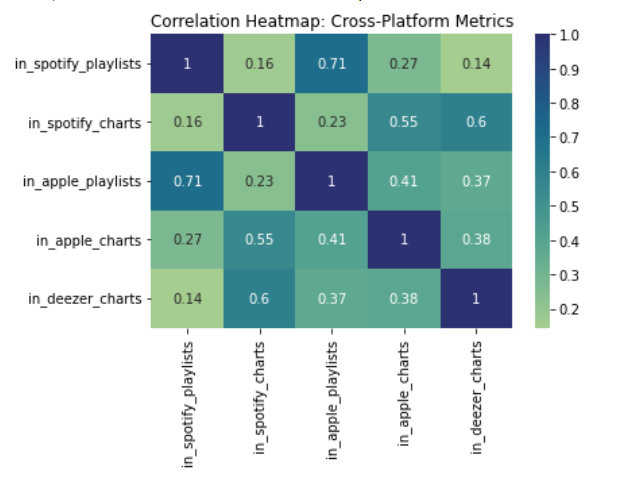 Correlation Heatmap: Cross-Platform Metrics
in_spotify_playlists 1 0.16 0.71 0.27 0.14
in_spotify_charts 0.16 1 0.23 0.55 0.6
in_apple_playlists 0.71 0.23 1 0.41 0.37
in_apple_charts 0.27 0.55 0.41 1 0.38
in_deezer_charts 0.14 0.6 0.37 0.38 1
in_spotify_playlists
in_spotify_charts
in_apple_playlists
in_apple_charts
in_deezer_charts
1.0
0.9
0.8
0.7
0.6
0.5
0.4
0.3
0.2